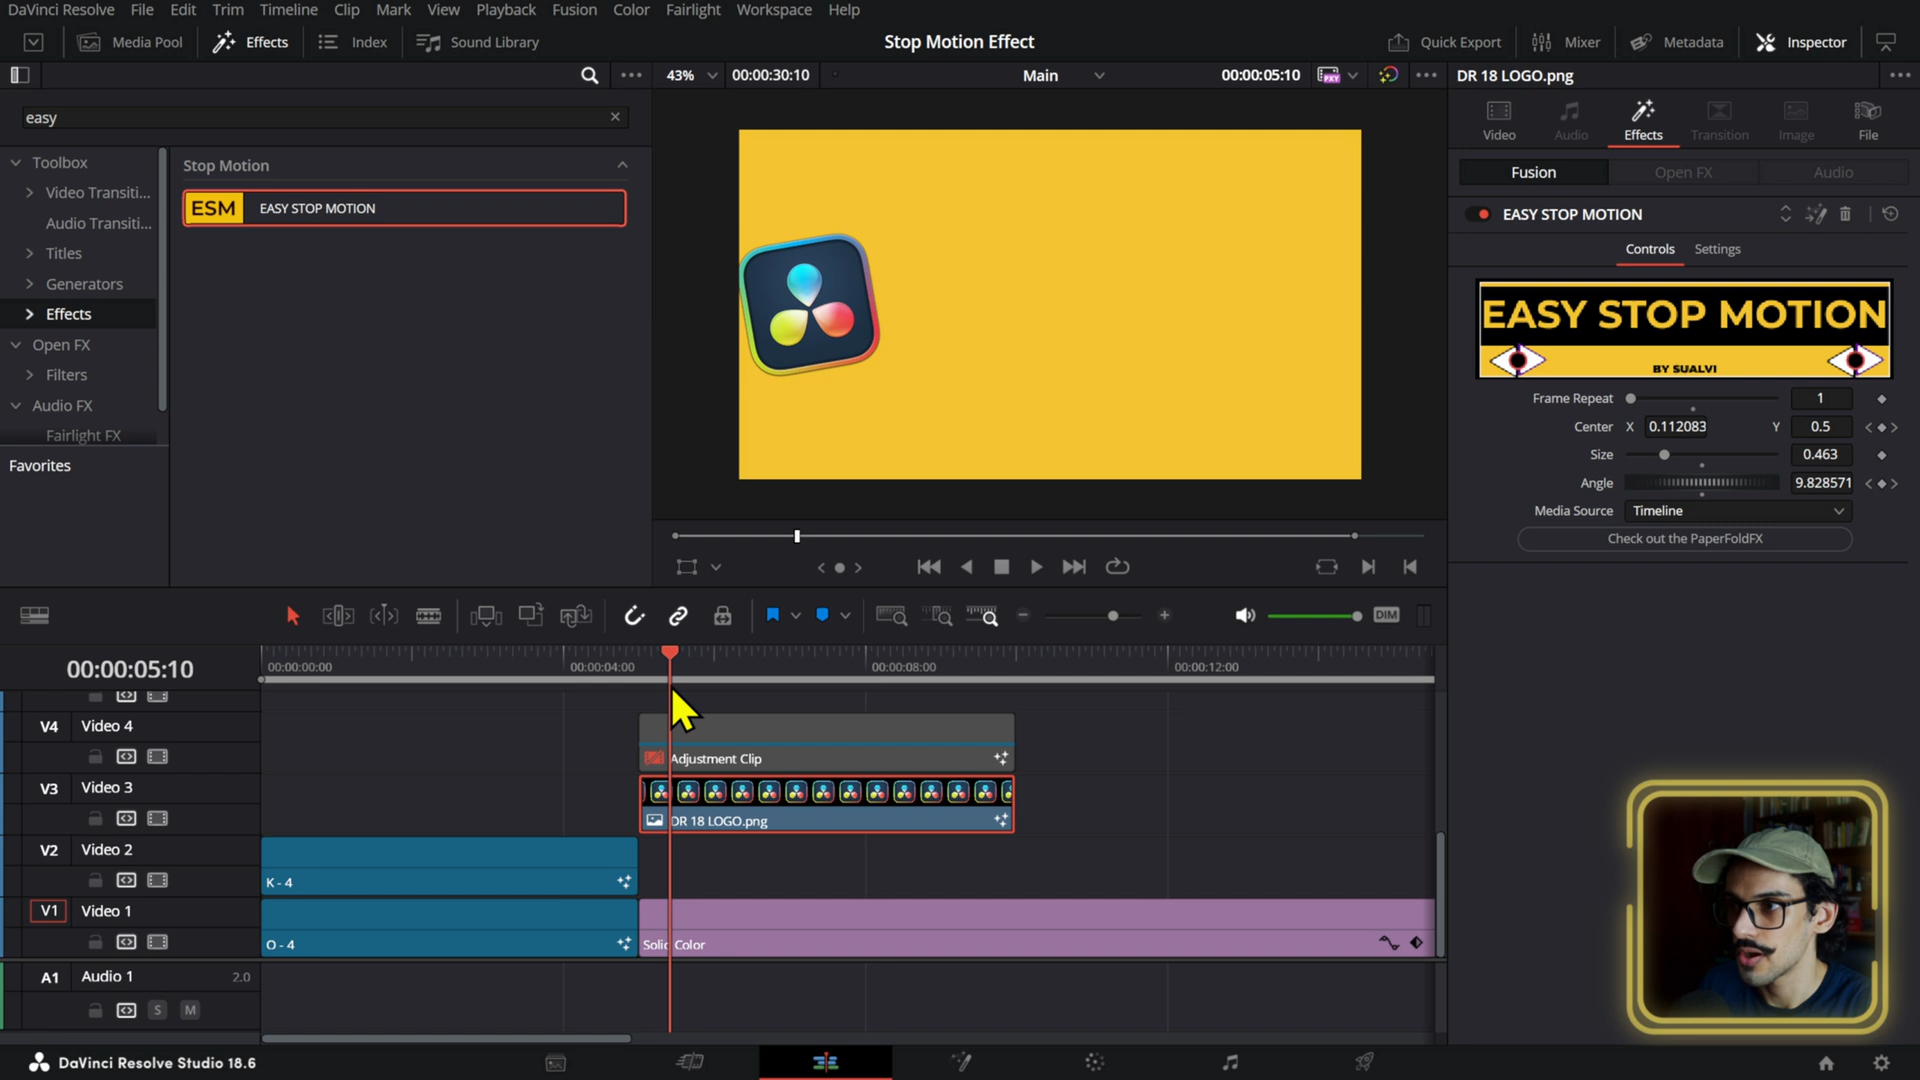 DaVinci Resolve File Edit Trim Timeline Clip Mark View Playback Fusion Color Fairlight Workspace Help
Media Pool Effects Index Sound Library Stop Motion Effect Quick Export Mixer Metadata Inspector
43% 00:00:30:10 Main 00:00:05:10 PXY DR 18 LOGO.png
easy
Video Audio Effects Transition Image File
Toolbox
Stop Motion
Fusion Open FX Audio
Video Transiti...
ESM EASY STOP MOTION
EASY STOP MOTION
Audio Transiti...
Titles
Controls Settings
Generators
Effects
EASY STOP MOTION
BY SUALVI
Open FX
Filters
Audio FX
Fairlight FX
Favorites
Frame Repeat 1
Center X 0.112083 Y 0.5
Size 0.463
Angle 9.828571
Media Source Timeline
Check out the PaperFoldFX
DIM
00:00:05:10
00:00:00:00 00:00:04:00 00:00:08:00 00:00:12:00
V4 Video 4
Adjustment Clip
V3 Video 3
DR 18 LOGO.png
V2 Video 2
K - 4
V1 Video 1
O - 4
Solid Color
A1 Audio 1 2.0
S M
DaVinci Resolve Studio 18.6